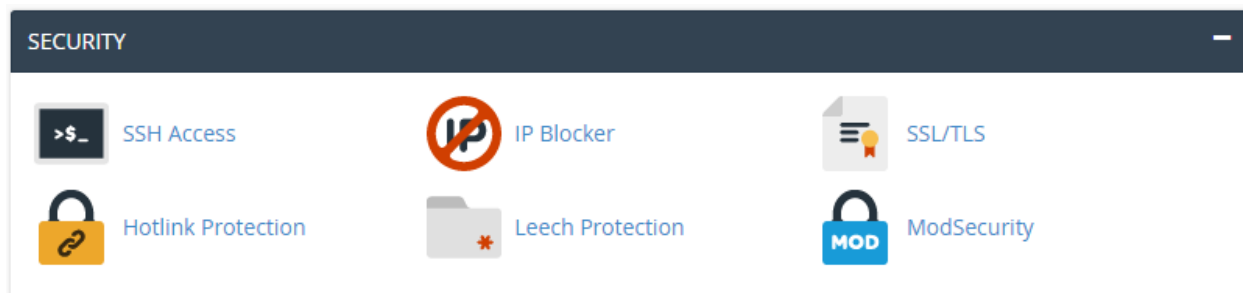 SECURITY
>$_ SSH Access IP IP Blocker SSL/TLS
Hotlink Protection Leech Protection MOD ModSecurity